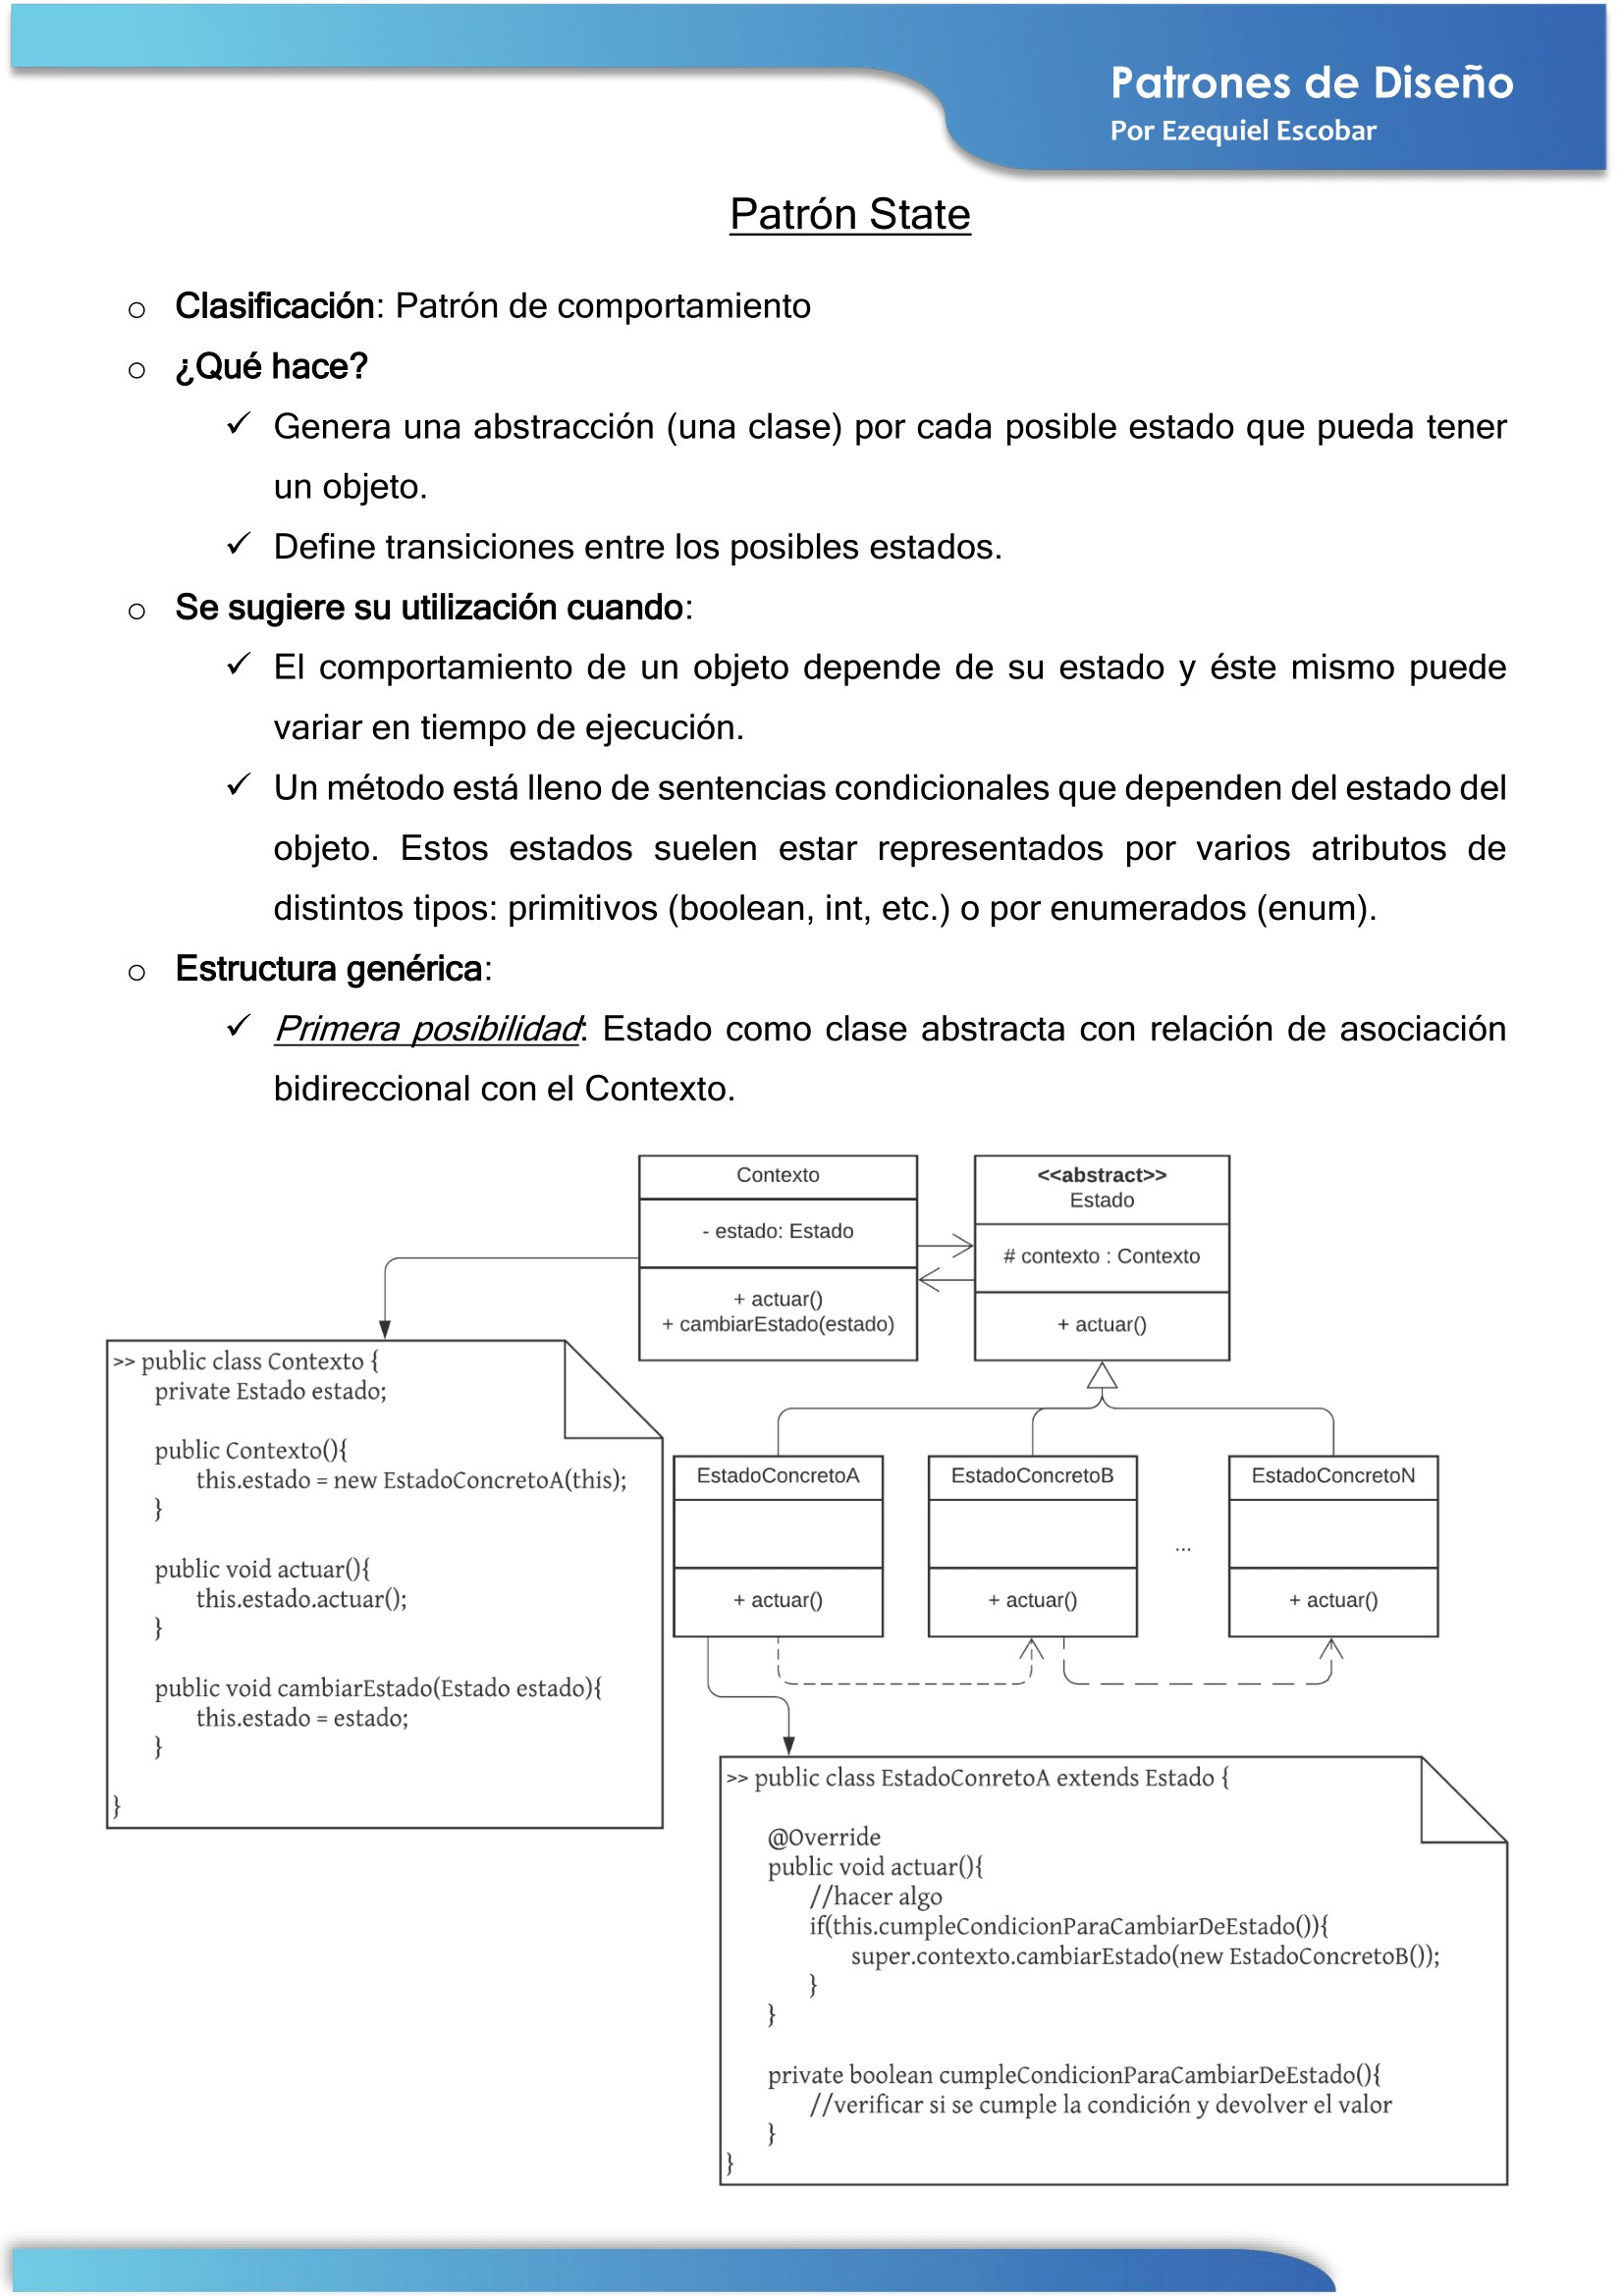 Patrones de Diseño
Por Ezequiel Escobar
Patrón State
o Clasificación: Patrón de comportamiento
o ¿Qué hace?
✓ Genera una abstracción (una clase) por cada posible estado que pueda tener
un objeto.
✓ Define transiciones entre los posibles estados.
o Se sugiere su utilización cuando:
✓ El comportamiento de un objeto depende de su estado y éste mismo puede
variar en tiempo de ejecución.
✓ Un método está lleno de sentencias condicionales que dependen del estado del
objeto. Estos estados suelen estar representados por varios atributos de
distintos tipos: primitivos (boolean, int, etc.) o por enumerados (enum).
o Estructura genérica:
✓ Primera posibilidad: Estado como clase abstracta con relación de asociación
bidireccional con el Contexto.
Contexto
- estado: Estado
+ actuar()
+ cambiarEstado(estado)
<<abstract>>
Estado
# contexto : Contexto
+ actuar()
>> public class Contexto {
private Estado estado;
public Contexto(){
this.estado = new EstadoConcretoA(this);
}
public void actuar(){
this.estado.actuar();
}
public void cambiarEstado(Estado estado){
this.estado = estado;
}
}
EstadoConcretoA
+ actuar()
EstadoConcretoB
+ actuar()
...
EstadoConcretoN
+ actuar()
>> public class EstadoConretoA extends Estado {
@Override
public void actuar(){
//hacer algo
if(this.cumpleCondicionParaCambiarDeEstado()){
super.contexto.cambiarEstado(new EstadoConcretoB());
}
}
private boolean cumpleCondicionParaCambiarDeEstado(){
//verificar si se cumple la condición y devolver el valor
}
}